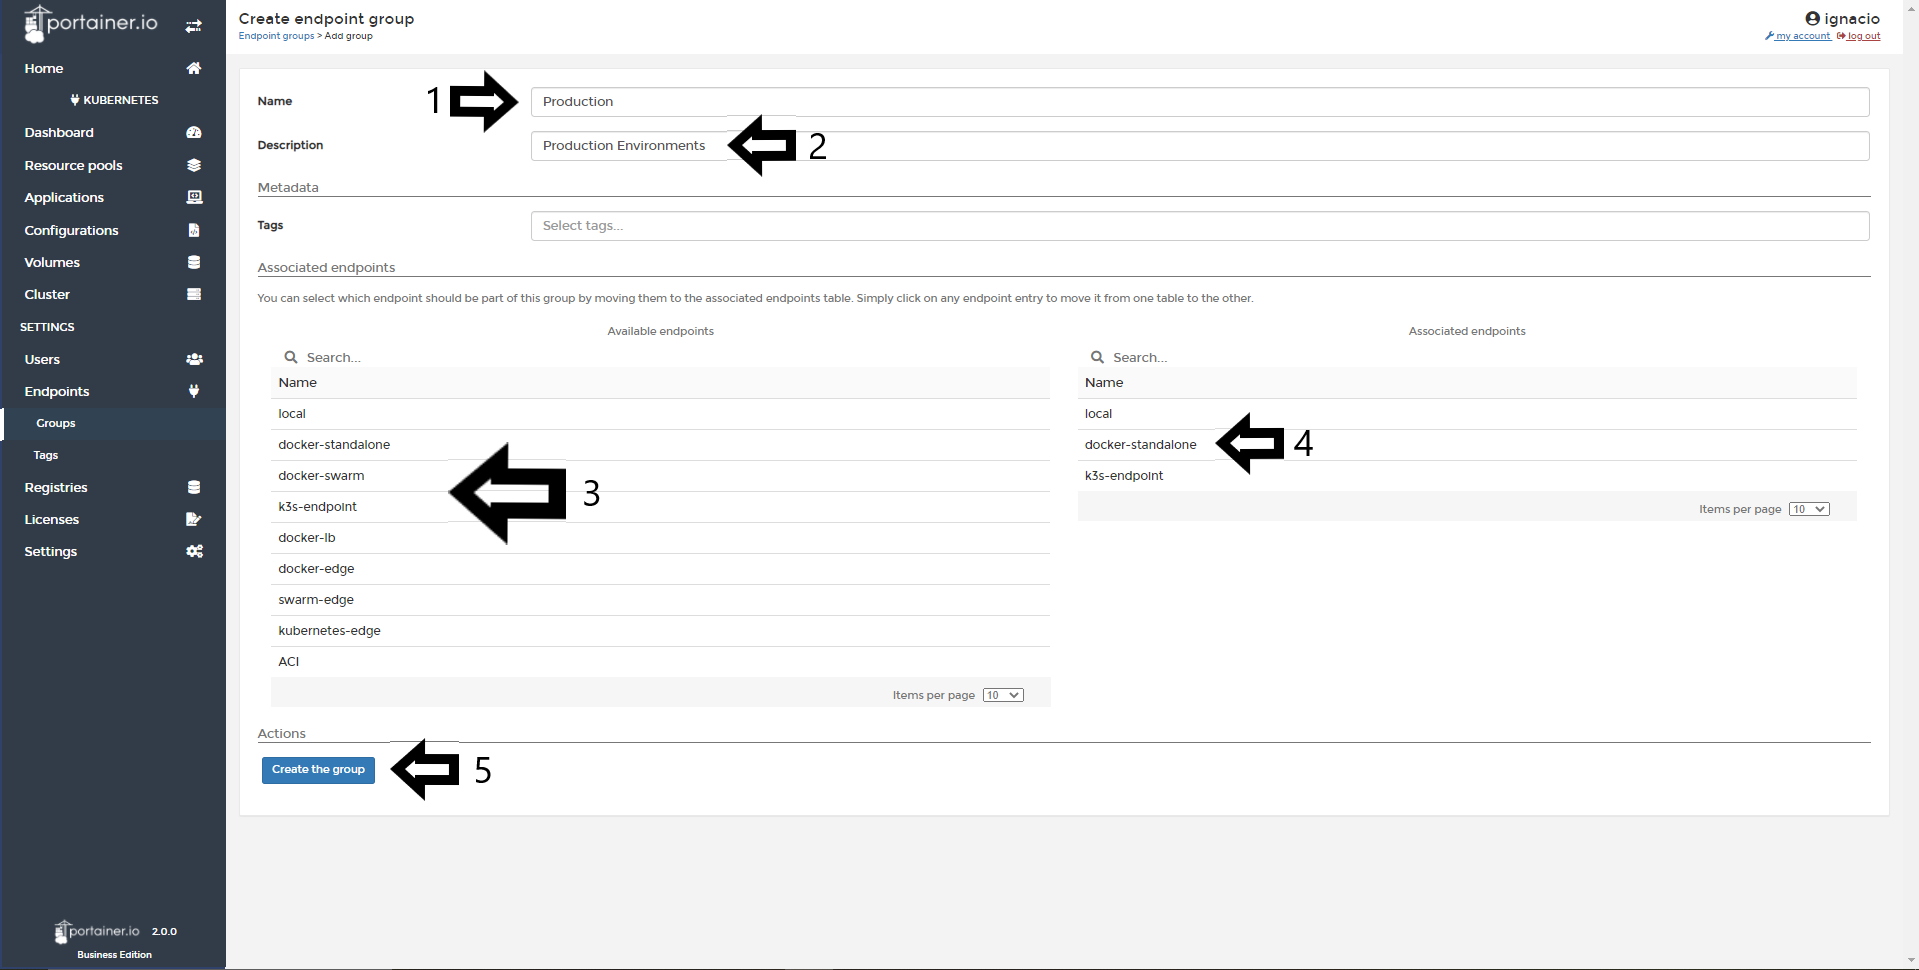 portainer.io
Home
KUBERNETES
Dashboard
Resource pools
Applications
Configurations
Volumes
Cluster
SETTINGS
Users
Endpoints
Groups
Tags
Registries
Licenses
Settings
portainer.io 2.0.0
Business Edition
Create endpoint group
Endpoint groups > Add group
ignacio
my account log out
Name 1 Production
Description Production Environments 2
Metadata
Tags Select tags...
Associated endpoints
You can select which endpoint should be part of this group by moving them to the associated endpoints table. Simply click on any endpoint entry to move it from one table to the other.
Available endpoints
Search...
Name
local
docker-standalone
docker-swarm
3
k3s-endpoint
docker-lb
docker-edge
swarm-edge
kubernetes-edge
ACI
Items per page 10
Associated endpoints
Search...
Name
local
docker-standalone 4
k3s-endpoint
Items per page 10
Actions
Create the group 5